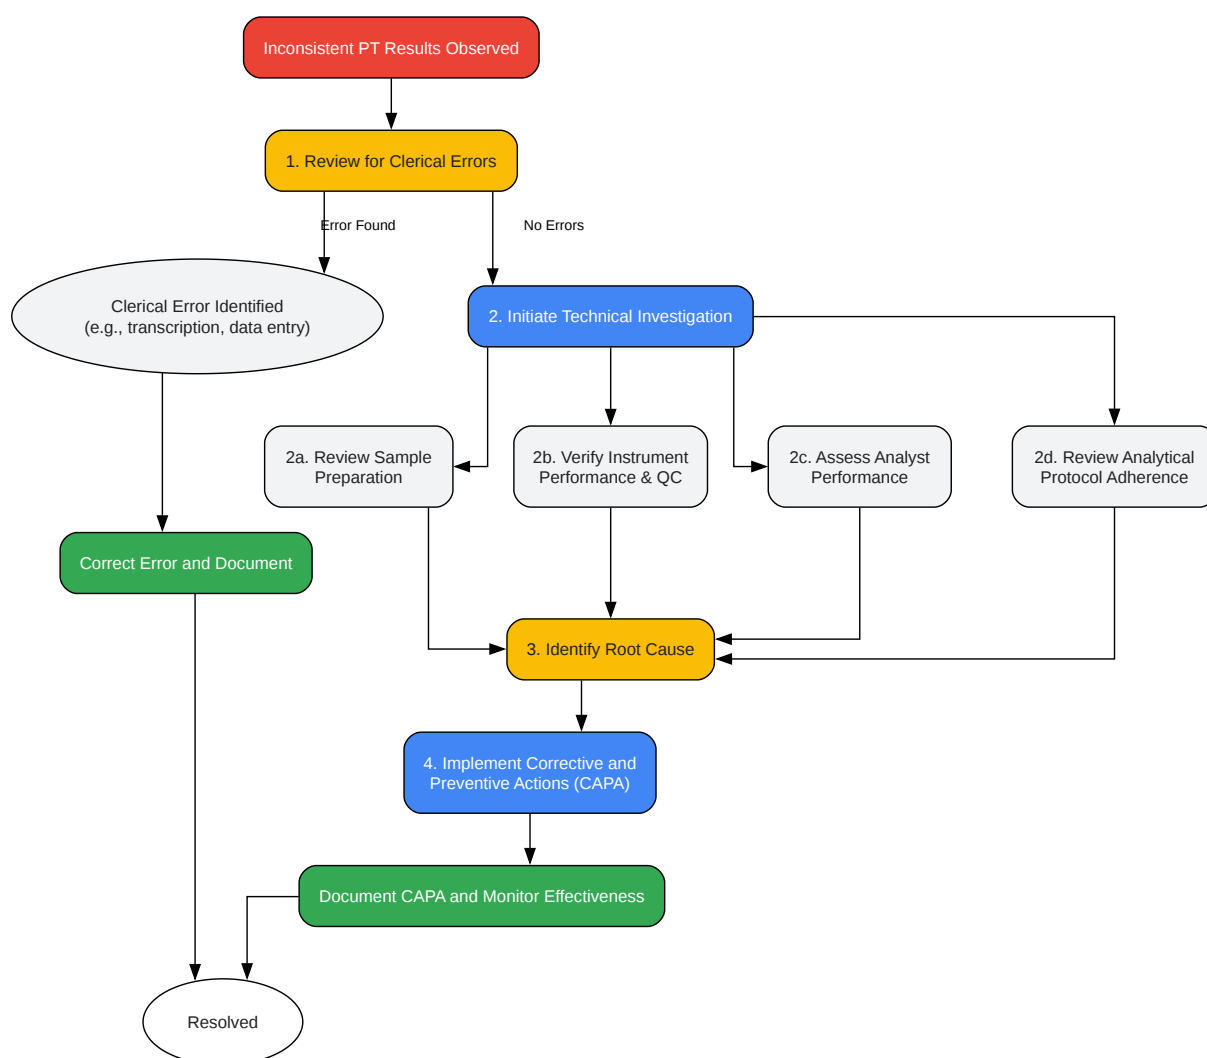 Inconsistent PT Results Observed
1. Review for Clerical Errors
Error Found
No Errors
Clerical Error Identified
(e.g., transcription, data entry)
2. Initiate Technical Investigation
2a. Review Sample
Preparation
2b. Verify Instrument
Performance & QC
2c. Assess Analyst
Performance
2d. Review Analytical
Protocol Adherence
Correct Error and Document
3. Identify Root Cause
4. Implement Corrective and
Preventive Actions (CAPA)
Document CAPA and Monitor Effectiveness
Resolved